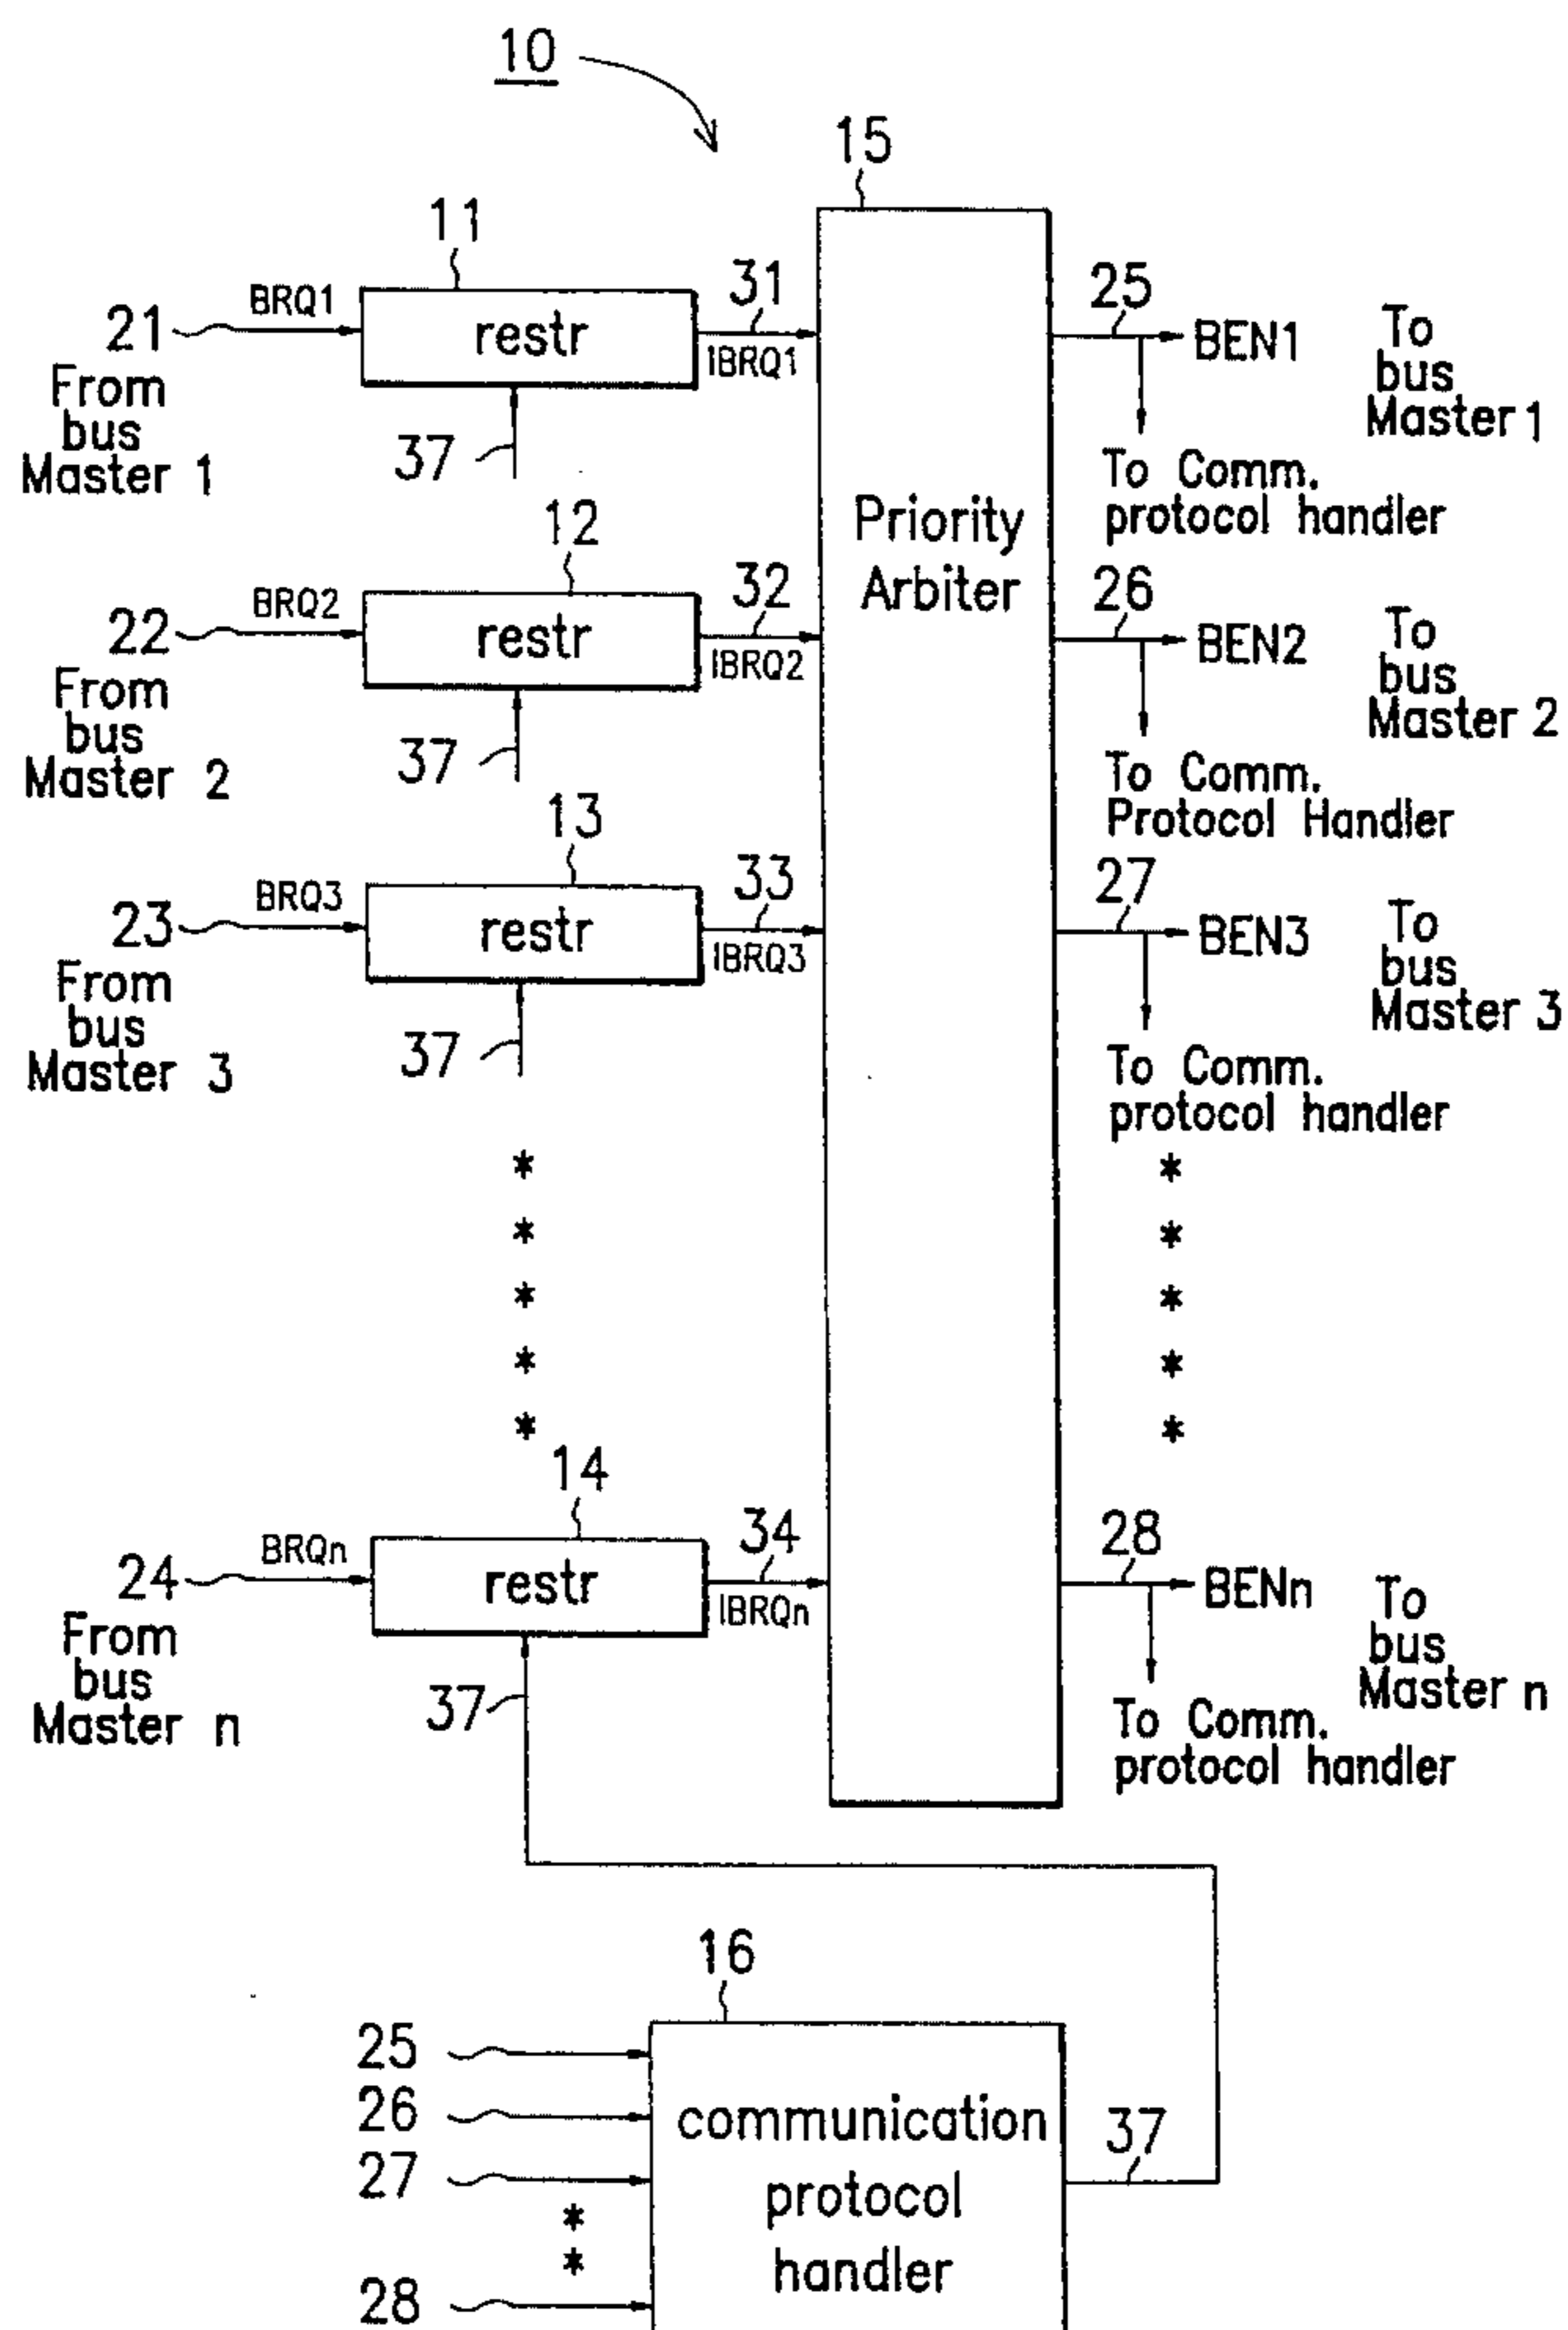 10
15
11
21
BRQ1
restr
31
IBRQ1
25
BEN1
To
bus
Master 1
From
bus
Master 1
37
To Comm.
protocol handler
Priority
Arbiter
12
22
BRQ2
restr
32
IBRQ2
26
BEN2
To
bus
Master 2
From
bus
Master 2
37
To Comm.
Protocol Handler
13
23
BRQ3
restr
33
IBRQ3
27
BEN3
To
bus
Master 3
From
bus
Master 3
37
To Comm.
protocol handler
*
*
*
*
*
*
*
*
*
*
14
24
BRQn
restr
34
IBRQn
28
BENn
To
bus
Master n
From
bus
Master n
37
To Comm.
protocol handler
16
25
26
27
*
*
28
communication
protocol
handler
37